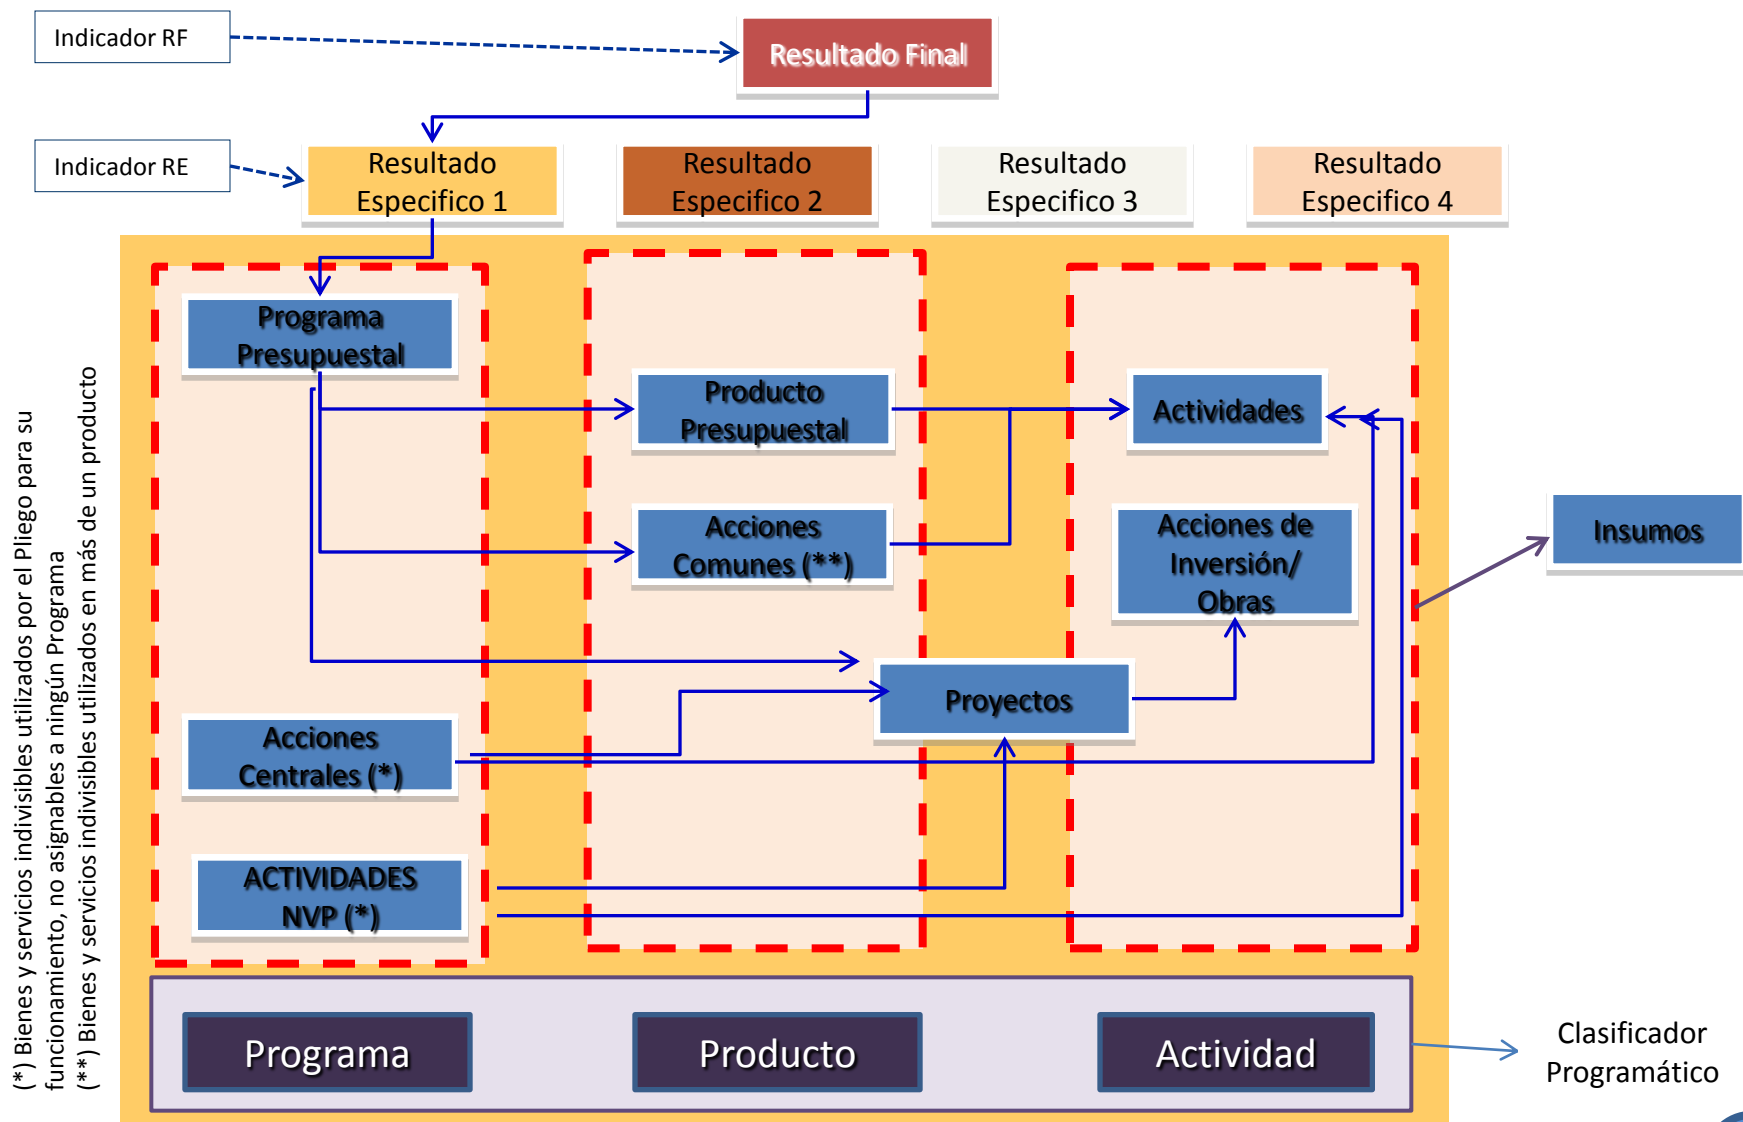 Indicador RF
Resultado Final
Indicador RE
Resultado
Especifico 1
Resultado
Especifico 2
Resultado
Especifico 3
Resultado
Especifico 4
Programa
Presupuestal
Producto
Presupuestal
Actividades
Acciones
Comunes (**)
Acciones de
Inversión/
Obras
Insumos
Proyectos
Acciones
Centrales (*)
ACTIVIDADES
NVP (*)
Programa
Producto
Actividad
Clasificador
Programático
(*) Bienes y servicios indivisibles utilizados por el Pliego para su
funcionamiento, no asignables a ningún Programa
(**) Bienes y servicios indivisibles utilizados en más de un producto